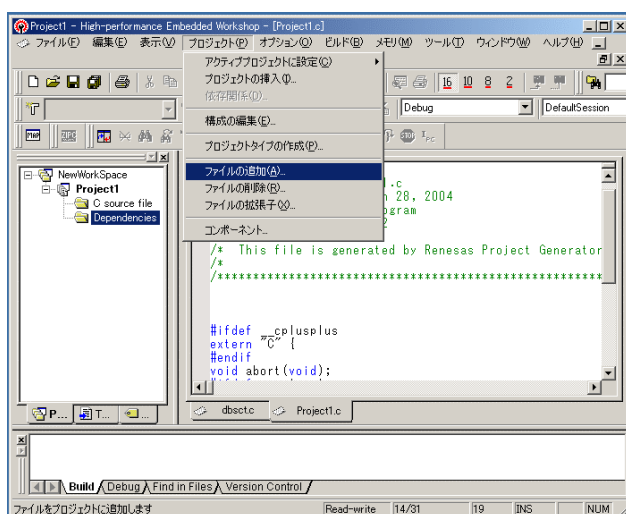 Project1 - High-performance Embedded Workshop - [Project1.c]
ファイル(F) 編集(E) 表示(V) プロジェクト(P) オプション(O) ビルド(B) メモリ(M) ツール(T) ウィンドウ(W) ヘルプ(H)
アクティブプロジェクトに設定(C)
プロジェクトの挿入(I)...
依存関係(D)...
構成の編集(E)...
プロジェクトタイプの作成(P)...
ファイルの追加(A)...
ファイルの削除(R)...
ファイルの拡張子(X)...
コンポーネント...
16 10 8 2
Debug
DefaultSession
NewWorkSpace
Project1
C source file
Dependencies
.c
28, 2004
gram
/* This file is generated by Renesas Project Generator
/*
/*****************************************************
#ifdef __cplusplus
extern "C" {
#endif
void abort(void);
P... T... ...
dbsct.c Project1.c
Build Debug Find in Files Version Control
ファイルをプロジェクトに追加します Read-write 14/31 19 INS NUM